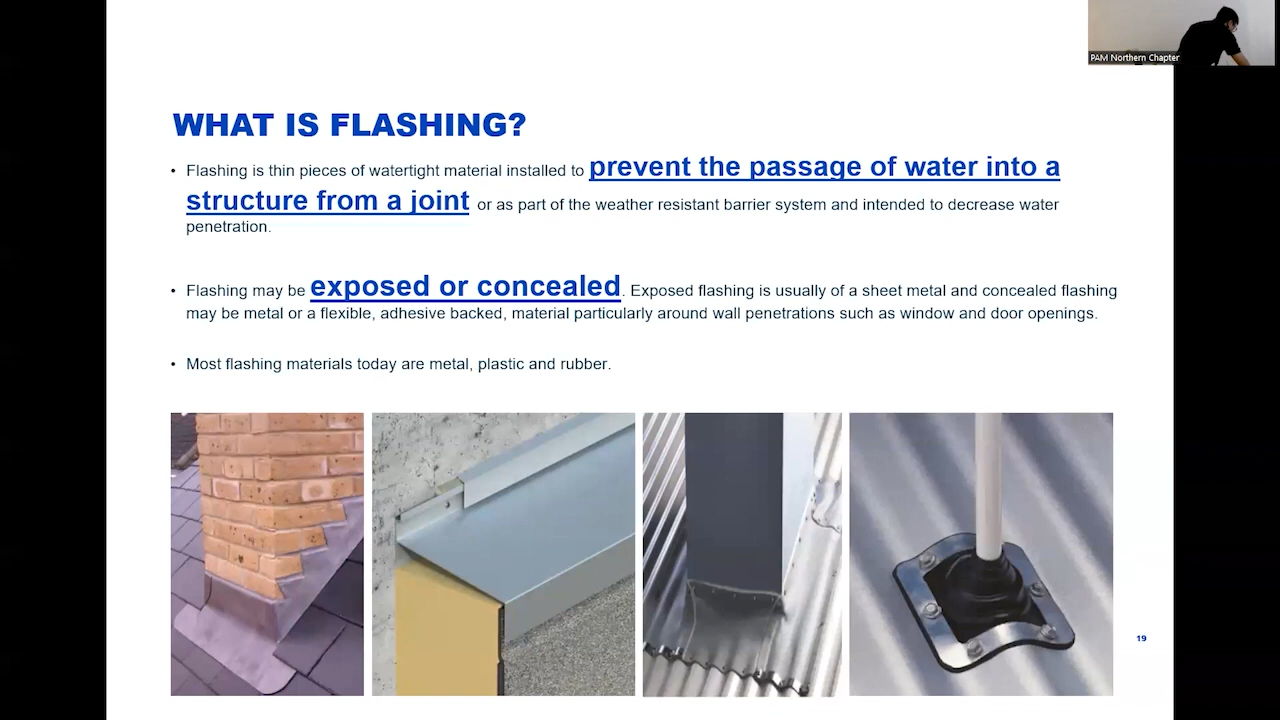 PAM Northern Chapter
WHAT IS FLASHING?
• Flashing is thin pieces of watertight material installed to prevent the passage of water into a
structure from a joint or as part of the weather resistant barrier system and intended to decrease water
penetration.
• Flashing may be exposed or concealed. Exposed flashing is usually of a sheet metal and concealed flashing
may be metal or a flexible, adhesive backed, material particularly around wall penetrations such as window and door openings.
• Most flashing materials today are metal, plastic and rubber.
19